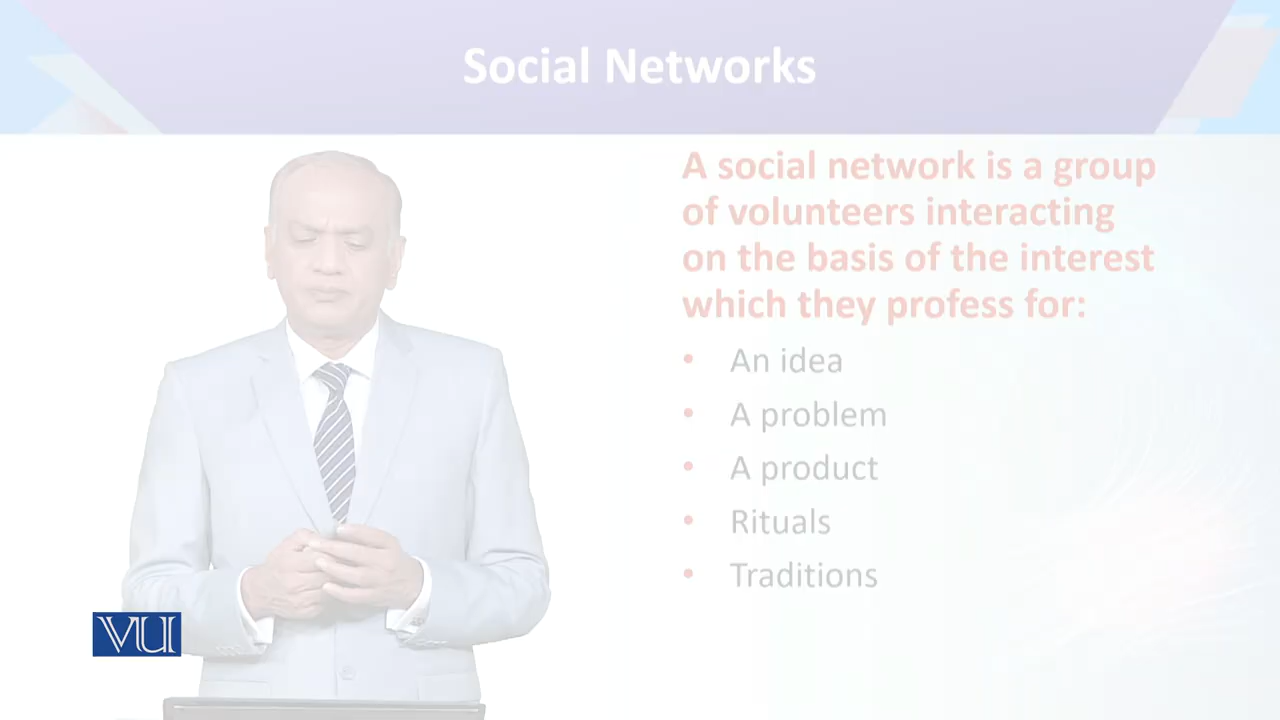 Social Networks
A social network is a group
of volunteers interacting
on the basis of the interest
which they profess for:
• An idea
• A problem
• A product
• Rituals
• Traditions
VU